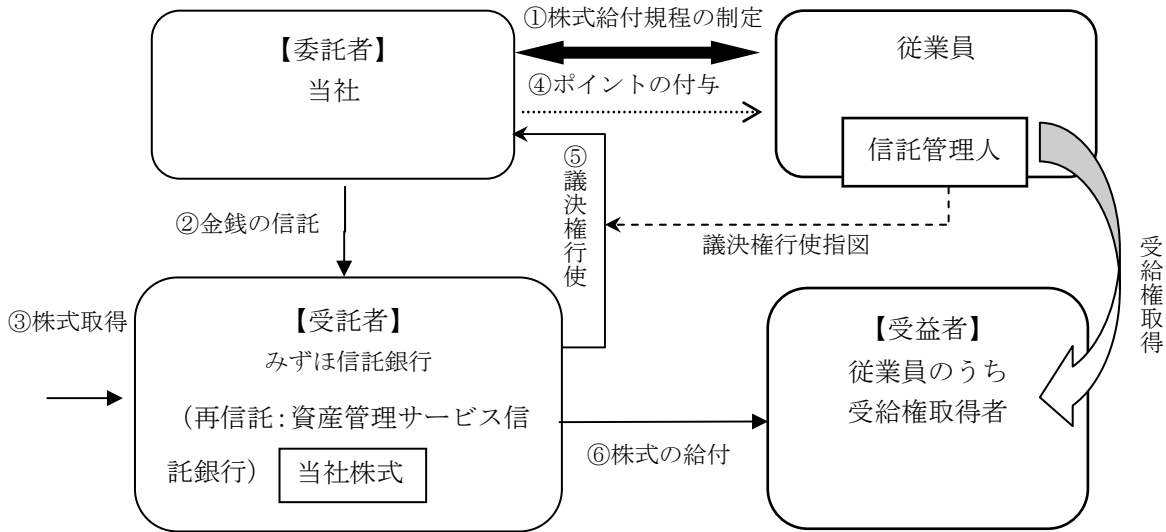 ①株式給付規程の制定
【委託者】
当社
従業員
④ポイントの付与
信託管理人
⑤議決権行使
②金銭の信託
議決権行使指図
受給権取得
③株式取得
【受託者】
みずほ信託銀行
（再信託：資産管理サービス信
託銀行）
当社株式
【受益者】
従業員のうち
受給権取得者
⑥株式の給付